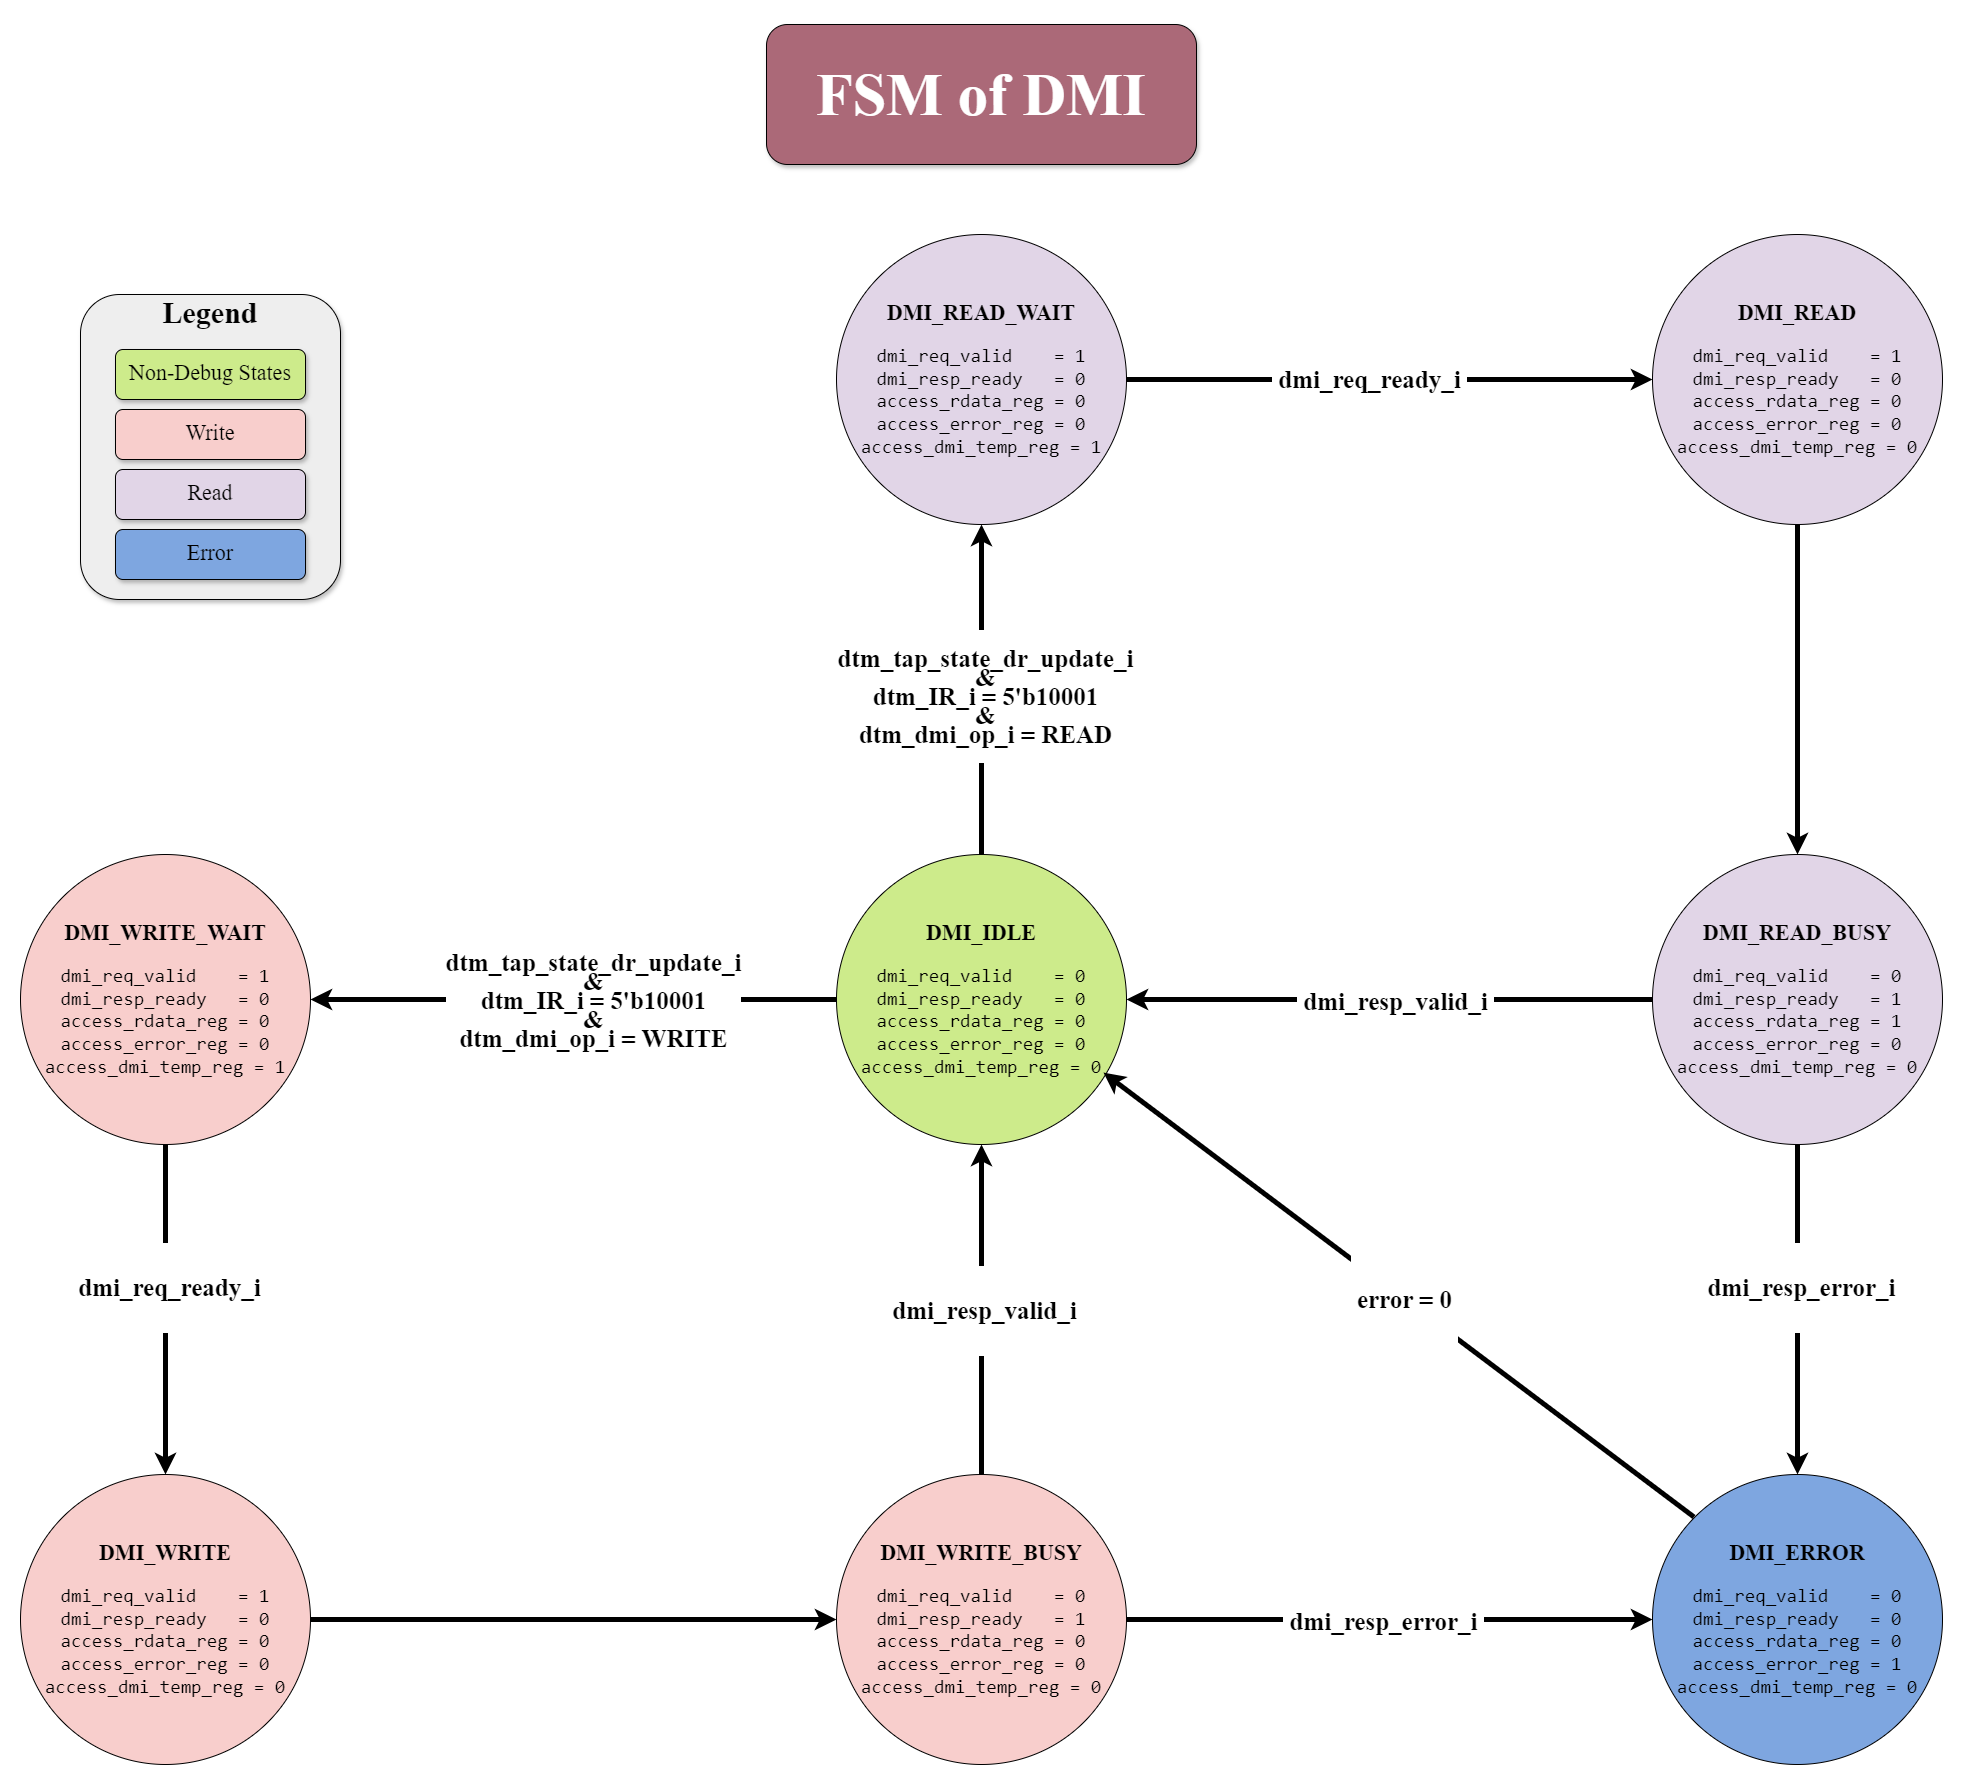 FSM of DMI
Legend
Non-Debug States
Write
Read
Error
DMI_READ_WAIT
dmi_req_valid    = 1
dmi_resp_ready   = 0
access_rdata_reg = 0
access_error_reg = 0
access_dmi_temp_reg = 1
dmi_req_ready_i
DMI_READ
dmi_req_valid    = 1
dmi_resp_ready   = 0
access_rdata_reg = 0
access_error_reg = 0
access_dmi_temp_reg = 0
dtm_tap_state_dr_update_i
&
dtm_IR_i = 5'b10001
&
dtm_dmi_op_i = READ
DMI_WRITE_WAIT
dmi_req_valid    = 1
dmi_resp_ready   = 0
access_rdata_reg = 0
access_error_reg = 0
access_dmi_temp_reg = 1
dtm_tap_state_dr_update_i
&
dtm_IR_i = 5'b10001
&
dtm_dmi_op_i = WRITE
DMI_IDLE
dmi_req_valid    = 0
dmi_resp_ready   = 0
access_rdata_reg = 0
access_error_reg = 0
access_dmi_temp_reg = 0
dmi_resp_valid_i
DMI_READ_BUSY
dmi_req_valid    = 0
dmi_resp_ready   = 1
access_rdata_reg = 1
access_error_reg = 0
access_dmi_temp_reg = 0
dmi_req_ready_i
dmi_resp_valid_i
error = 0
dmi_resp_error_i
DMI_WRITE
dmi_req_valid    = 1
dmi_resp_ready   = 0
access_rdata_reg = 0
access_error_reg = 0
access_dmi_temp_reg = 0
DMI_WRITE_BUSY
dmi_req_valid    = 0
dmi_resp_ready   = 1
access_rdata_reg = 0
access_error_reg = 0
access_dmi_temp_reg = 0
dmi_resp_error_i
DMI_ERROR
dmi_req_valid    = 0
dmi_resp_ready   = 0
access_rdata_reg = 0
access_error_reg = 1
access_dmi_temp_reg = 0